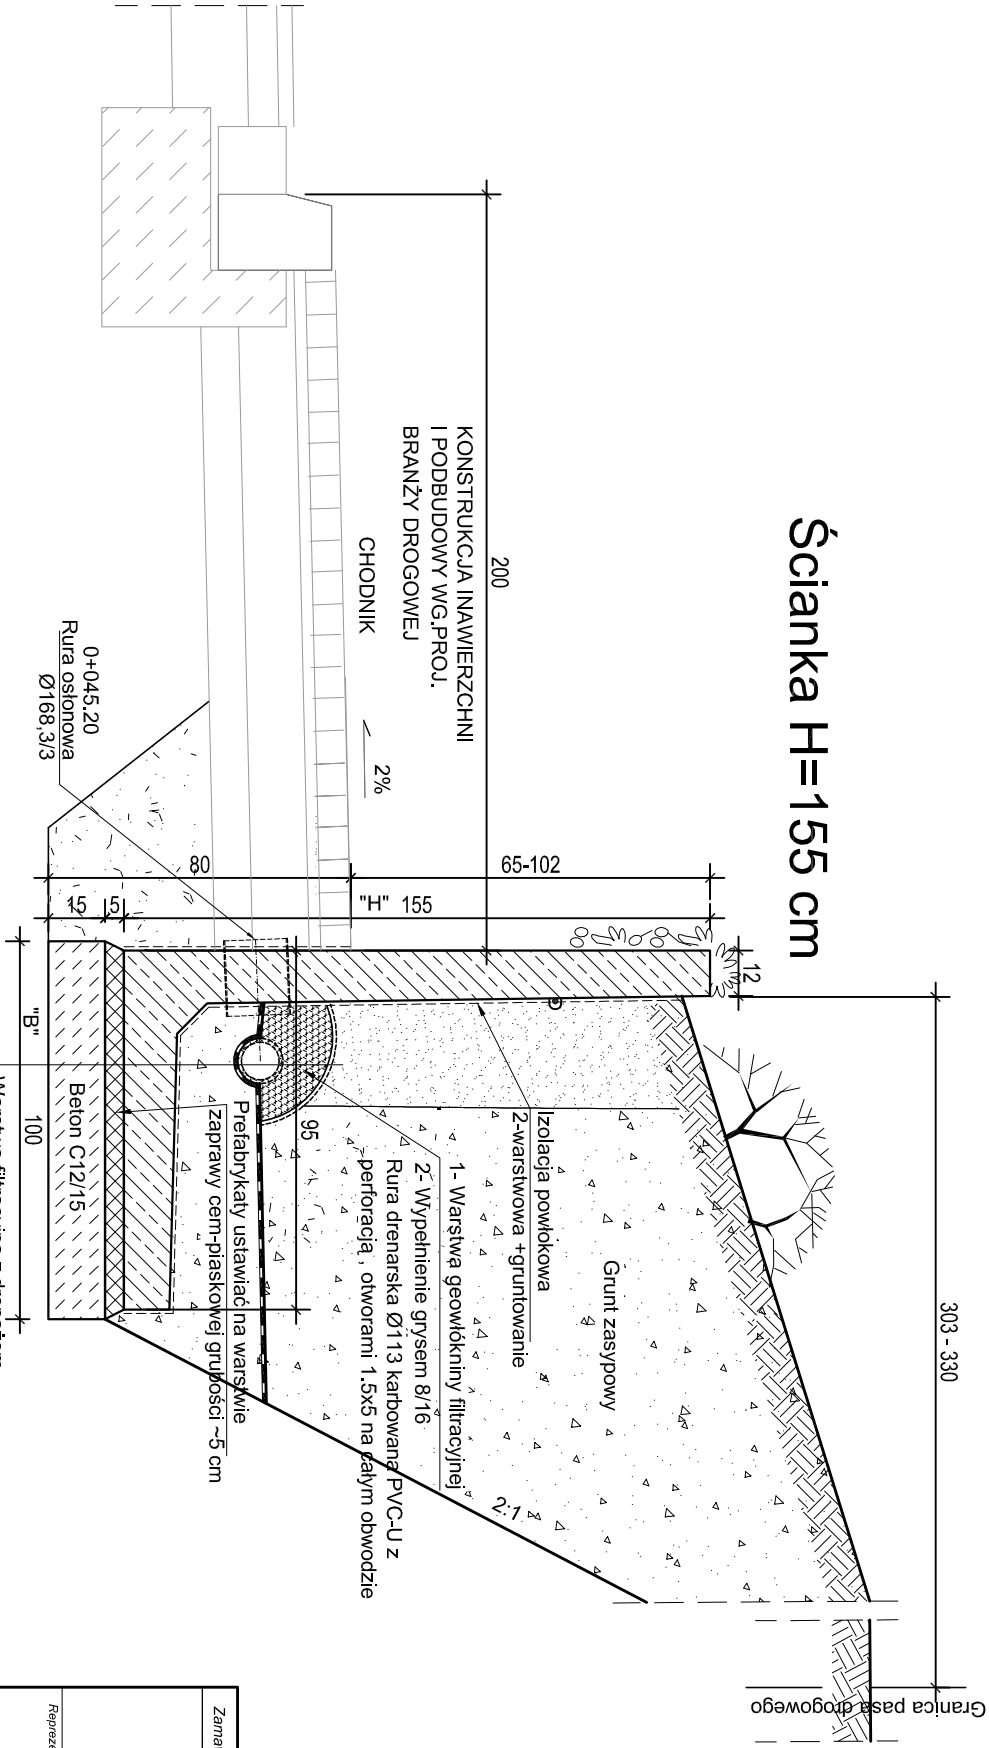 Ścianka H=155 cm
303 - 330
Granica pasa drogowego
200
KONSTRUKCJA INAWIERZCHNI
I PODBUDOWY WG.PROJ.
BRANŻY DROGOWEJ
CHODNIK
2%
65-102
80
"H" 155
15
5
12
0+045.20
Rura osłonowa
Ø168,3/3
Grunt zasypowy
Izolacja powłokowa
2-warstwowa +gruntowanie
1- Warstwa geowłókniny filtracyjnej
2- Wypełnienie grysem 8/16
Rura drenarska Ø113 karbowana PVC-U z
perforacją , otworami 1.5x5 na całym obwodzie
2:1
95
Prefabrykaty ustawiać na warstwie
zaprawy cem-piaskowej grubości ~5 cm
Beton C12/15
"B" 100